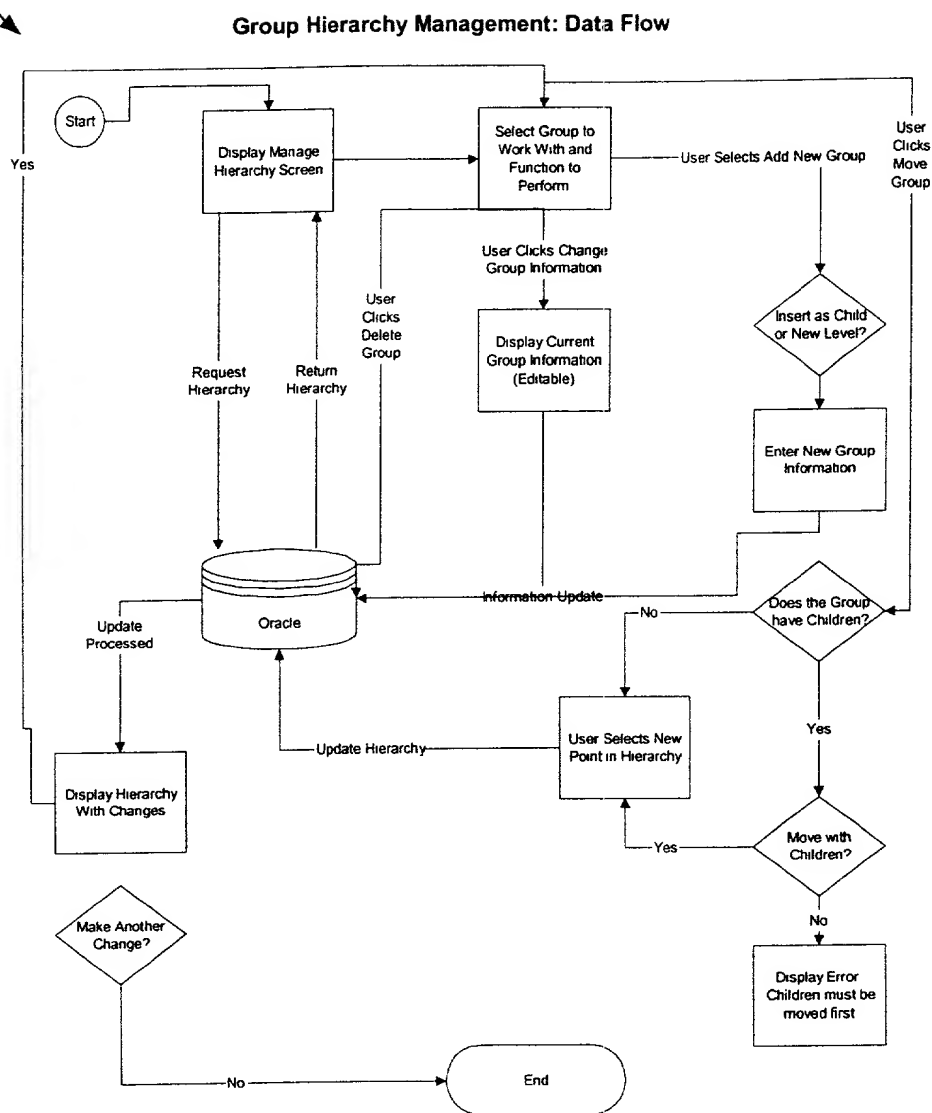 Group Hierarchy Management: Data Flow
Start
Yes
Display Manage
Hierarchy Screen
Select Group to
Work With and
Function to
Perform
User Selects Add New Group
User
Clicks
Move
Group
User Clicks Change
Group Information
User
Clicks
Delete
Group
Insert as Child
or New Level?
Display Current
Group Information
(Editable)
Request
Hierarchy
Return
Hierarchy
Enter New Group
Information
Information Update
Oracle
No
Does the Group
have Children?
Update
Processed
Yes
Update Hierarchy
User Selects New
Point in Hierarchy
Display Hierarchy
With Changes
Yes
Move with
Children?
No
Make Another
Change?
Display Error
Children must be
moved first
No
End